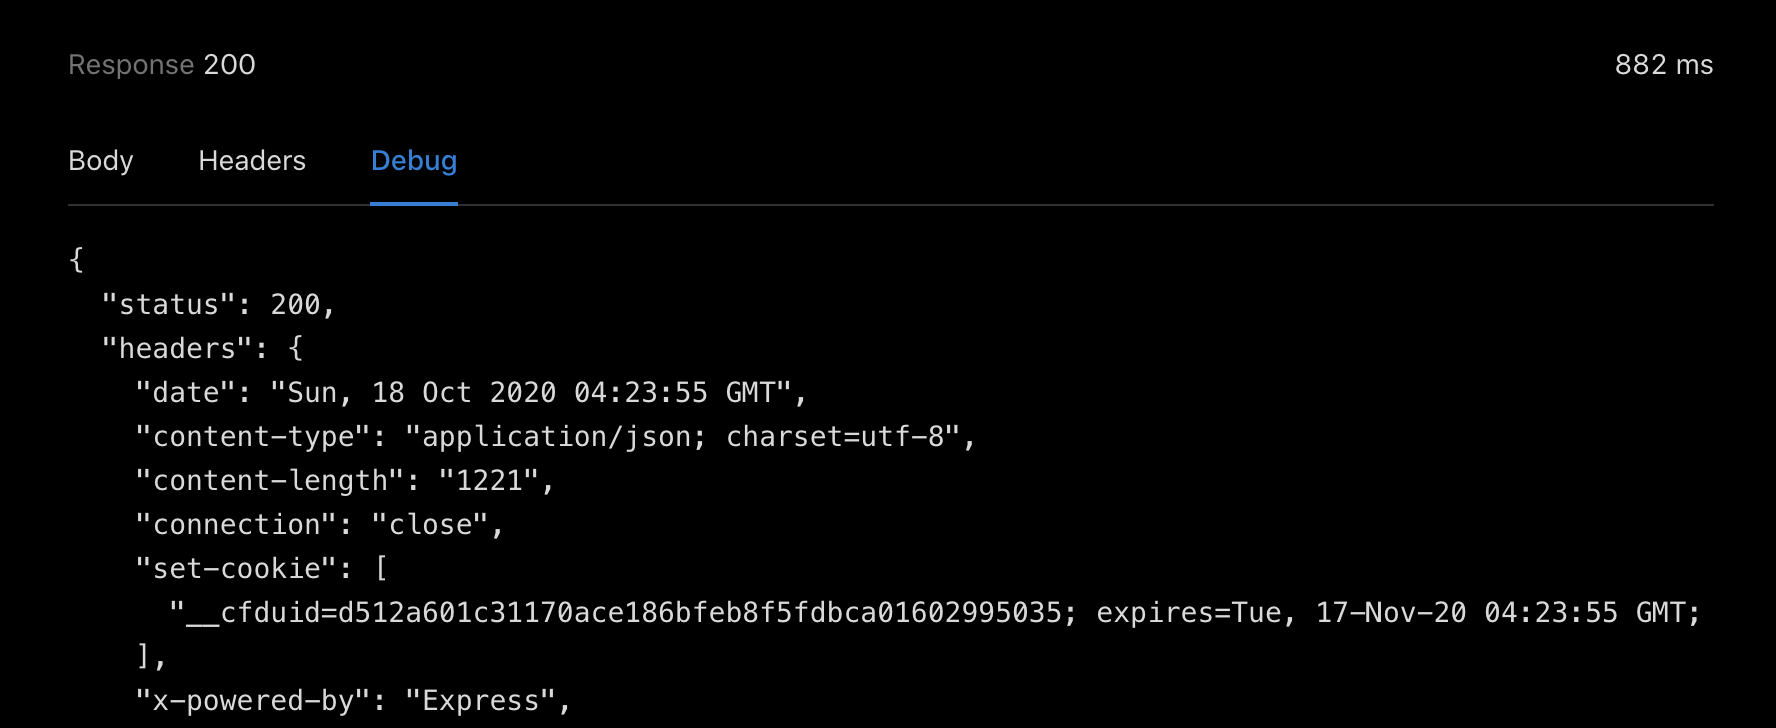 Response 200
882 ms
Body Headers Debug
{
  "status": 200,
  "headers": {
    "date": "Sun, 18 Oct 2020 04:23:55 GMT",
    "content-type": "application/json; charset=utf-8",
    "content-length": "1221",
    "connection": "close",
    "set-cookie": [
      "__cfduid=d512a601c31170ace186bfeb8f5fdbca01602995035; expires=Tue, 17-Nov-20 04:23:55 GMT;
    ],
    "x-powered-by": "Express",